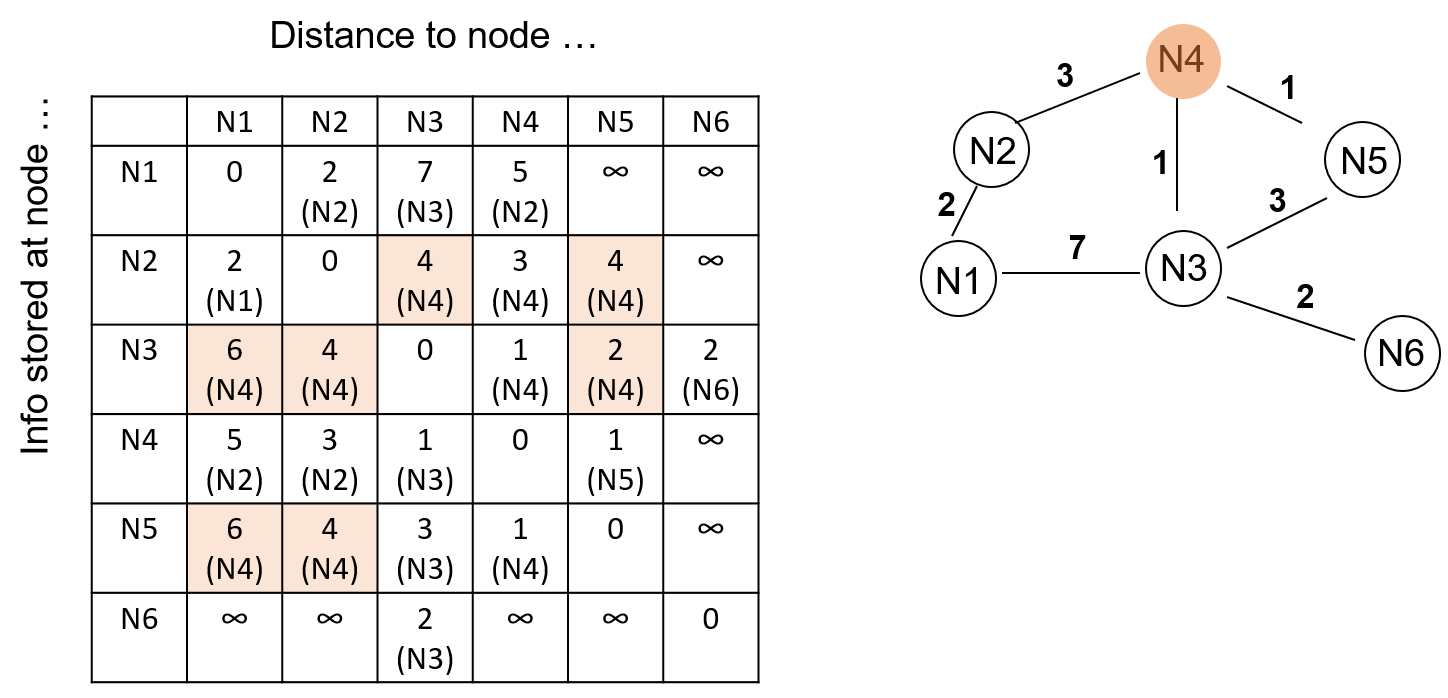 Distance to node …
Info stored at node …
N1 N2 N3 N4 N5 N6
N1 0 2 7 5 ∞ ∞
(N2) (N3) (N2)
N2 2 0 4 3 4 ∞
(N1) (N4) (N4) (N4)
N3 6 4 0 1 2 2
(N4) (N4) (N4) (N4) (N6)
N4 5 3 1 0 1 ∞
(N2) (N2) (N3) (N5)
N5 6 4 3 1 0 ∞
(N4) (N4) (N3) (N4)
N6 ∞ ∞ 2 ∞ ∞ 0
(N3)
N4
3
1
N2
N5
1
2
3
7
N1
N3
2
N6